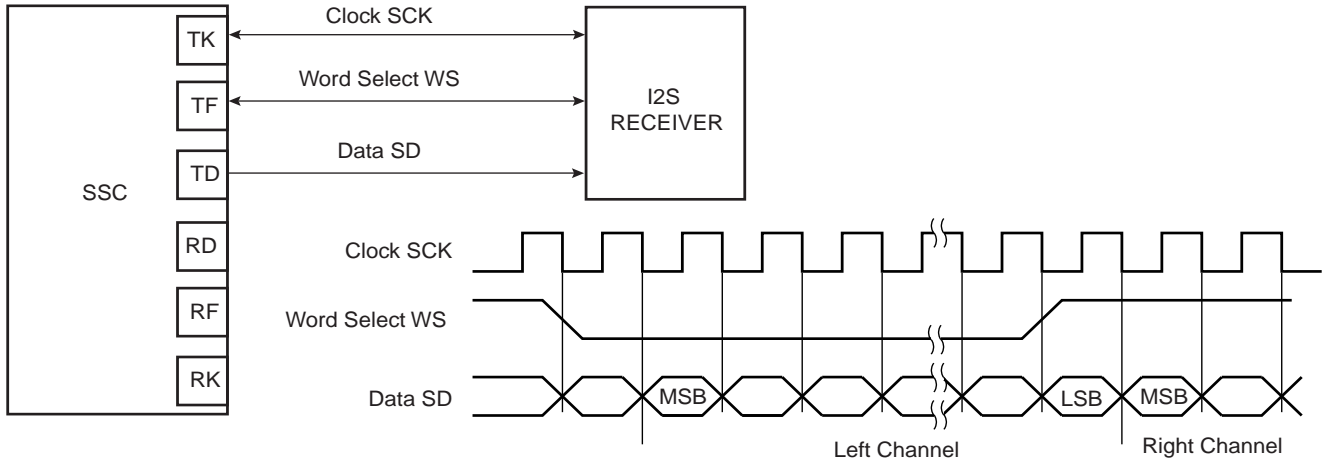 SSC
TK
TF
TD
RD
RF
RK
Clock SCK
Word Select WS
Data SD
I2S
RECEIVER
Clock SCK
Word Select WS
Data SD
MSB
LSB
MSB
Left Channel
Right Channel